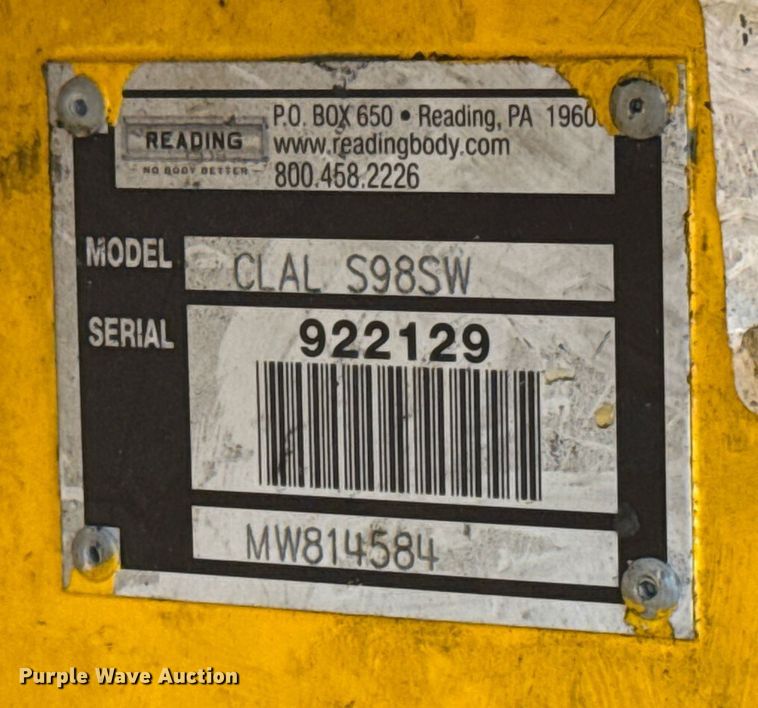 READING
NO BODY BETTER
P.O. BOX 650 • Reading, PA
www.readingbody.com
800.458.2226
MODEL CLAL S98SW
SERIAL 922129
MW814584
Purple Wave Auction